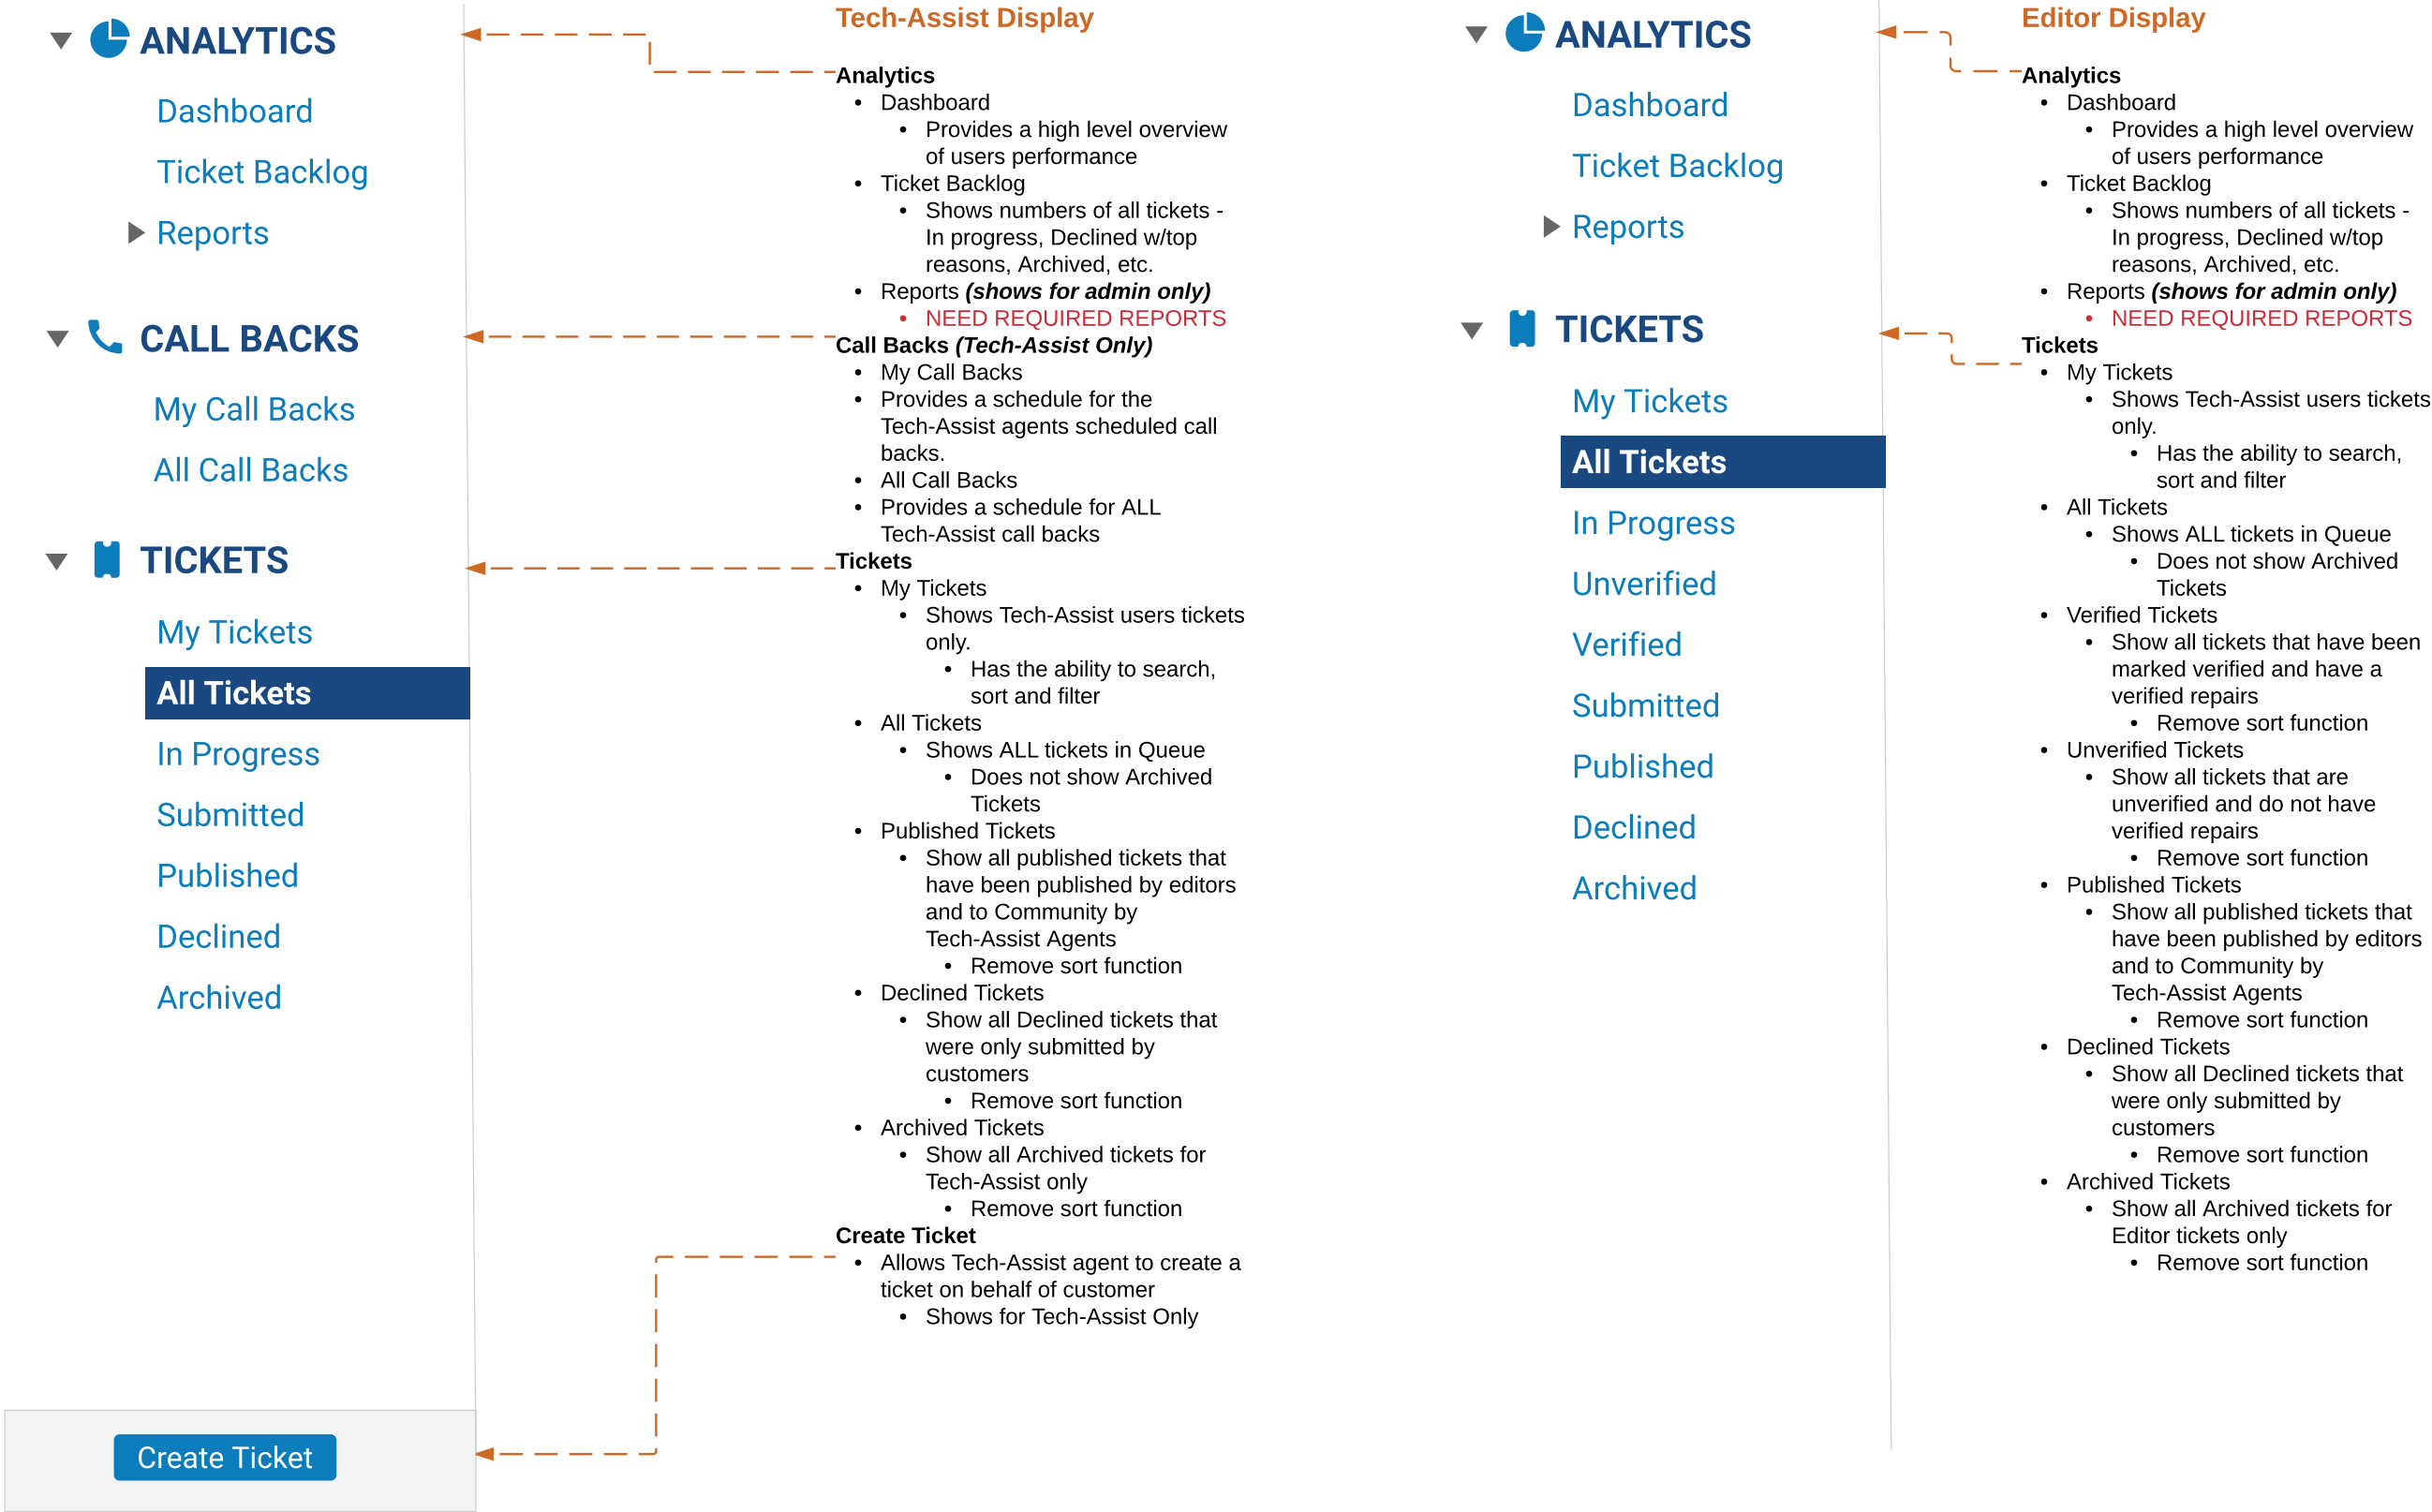 ANALYTICS
Dashboard
Ticket Backlog
Reports
CALL BACKS
My Call Backs
All Call Backs
TICKETS
My Tickets
All Tickets
In Progress
Submitted
Published
Declined
Archived
Create Ticket
Tech-Assist Display
Analytics
• Dashboard
• Provides a high level overview
of users performance
• Ticket Backlog
• Shows numbers of all tickets -
In progress, Declined w/top
reasons, Archived, etc.
• Reports (shows for admin only)
• NEED REQUIRED REPORTS
Call Backs (Tech-Assist Only)
• My Call Backs
• Provides a schedule for the
Tech-Assist agents scheduled call
backs.
• All Call Backs
• Provides a schedule for ALL
Tech-Assist call backs
Tickets
• My Tickets
• Shows Tech-Assist users tickets
only.
• Has the ability to search,
sort and filter
• All Tickets
• Shows ALL tickets in Queue
• Does not show Archived
Tickets
• Published Tickets
• Show all published tickets that
have been published by editors
and to Community by
Tech-Assist Agents
• Remove sort function
• Declined Tickets
• Show all Declined tickets that
were only submitted by
customers
• Remove sort function
• Archived Tickets
• Show all Archived tickets for
Tech-Assist only
• Remove sort function
Create Ticket
• Allows Tech-Assist agent to create a
ticket on behalf of customer
• Shows for Tech-Assist Only
ANALYTICS
Dashboard
Ticket Backlog
Reports
TICKETS
My Tickets
All Tickets
In Progress
Unverified
Verified
Submitted
Published
Declined
Archived
Editor Display
Analytics
• Dashboard
• Provides a high level overview
of users performance
• Ticket Backlog
• Shows numbers of all tickets -
In progress, Declined w/top
reasons, Archived, etc.
• Reports (shows for admin only)
• NEED REQUIRED REPORTS
Tickets
• My Tickets
• Shows Tech-Assist users tickets
only.
• Has the ability to search,
sort and filter
• All Tickets
• Shows ALL tickets in Queue
• Does not show Archived
Tickets
• Verified Tickets
• Show all tickets that have been
marked verified and have a
verified repairs
• Remove sort function
• Unverified Tickets
• Show all tickets that are
unverified and do not have
verified repairs
• Remove sort function
• Published Tickets
• Show all published tickets that
have been published by editors
and to Community by
Tech-Assist Agents
• Remove sort function
• Declined Tickets
• Show all Declined tickets that
were only submitted by
customers
• Remove sort function
• Archived Tickets
• Show all Archived tickets for
Editor tickets only
• Remove sort function